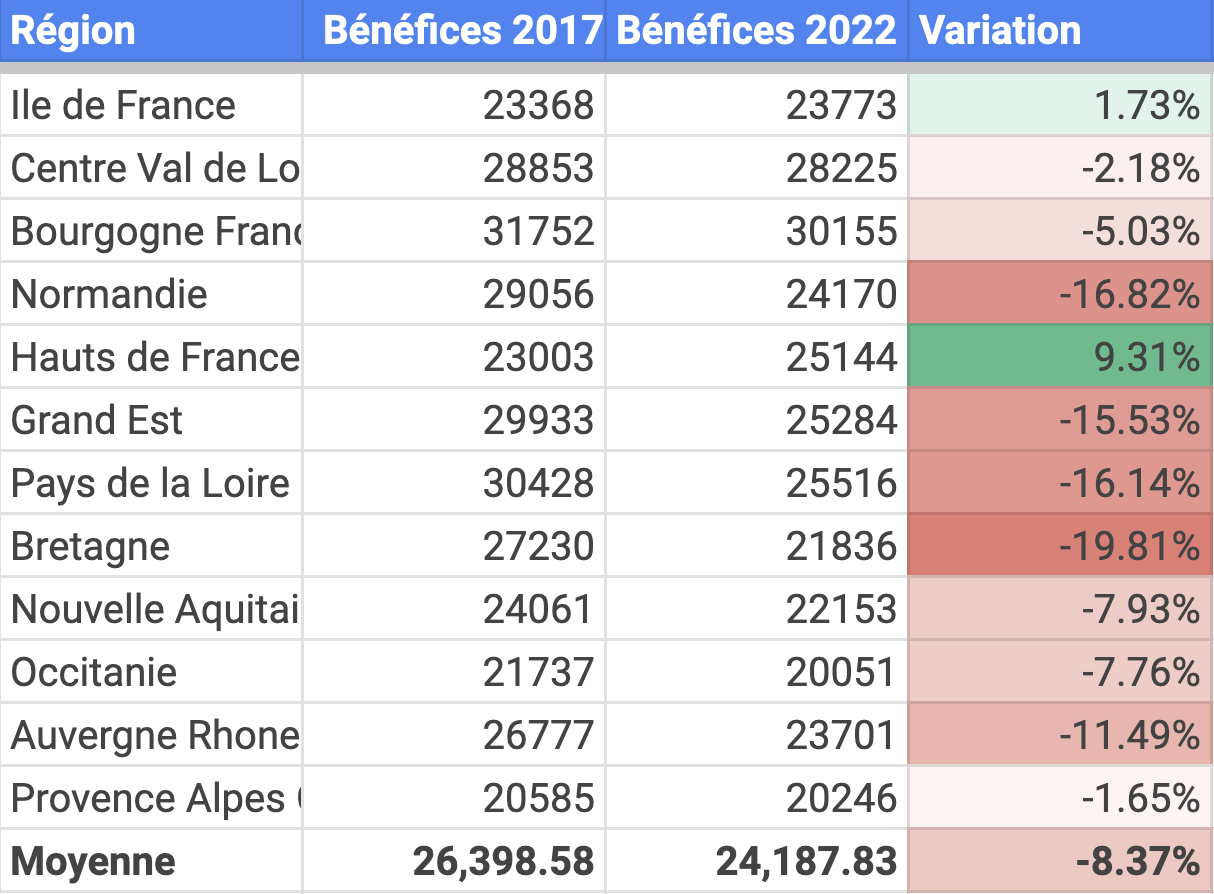 Région Bénéfices 2017 Bénéfices 2022 Variation
Ile de France 23368 23773 1.73%
Centre Val de Lo 28853 28225 -2.18%
Bourgogne Franc 31752 30155 -5.03%
Normandie 29056 24170 -16.82%
Hauts de France 23003 25144 9.31%
Grand Est 29933 25284 -15.53%
Pays de la Loire 30428 25516 -16.14%
Bretagne 27230 21836 -19.81%
Nouvelle Aquitai 24061 22153 -7.93%
Occitanie 21737 20051 -7.76%
Auvergne Rhone 26777 23701 -11.49%
Provence Alpes 20585 20246 -1.65%
Moyenne 26,398.58 24,187.83 -8.37%